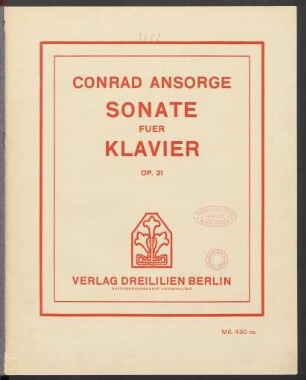 CONRAD ANSORGE
SONATE
FUER
KLAVIER
OP. 21
VERLAG DREILILIEN BERLIN
MK. 4.50 no.